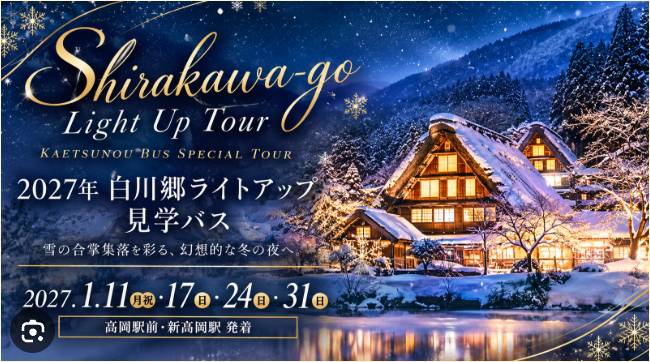 Shirakawa-go
Light Up Tour
KAETSUNOU BUS SPECIAL TOUR
2027年 白川郷ライトアップ
見学バス
雪の合掌集落を彩る、幻想的な冬の夜へ
2027. 1.11月祝・17日・24日・31日
高岡駅前・新高岡駅 発着